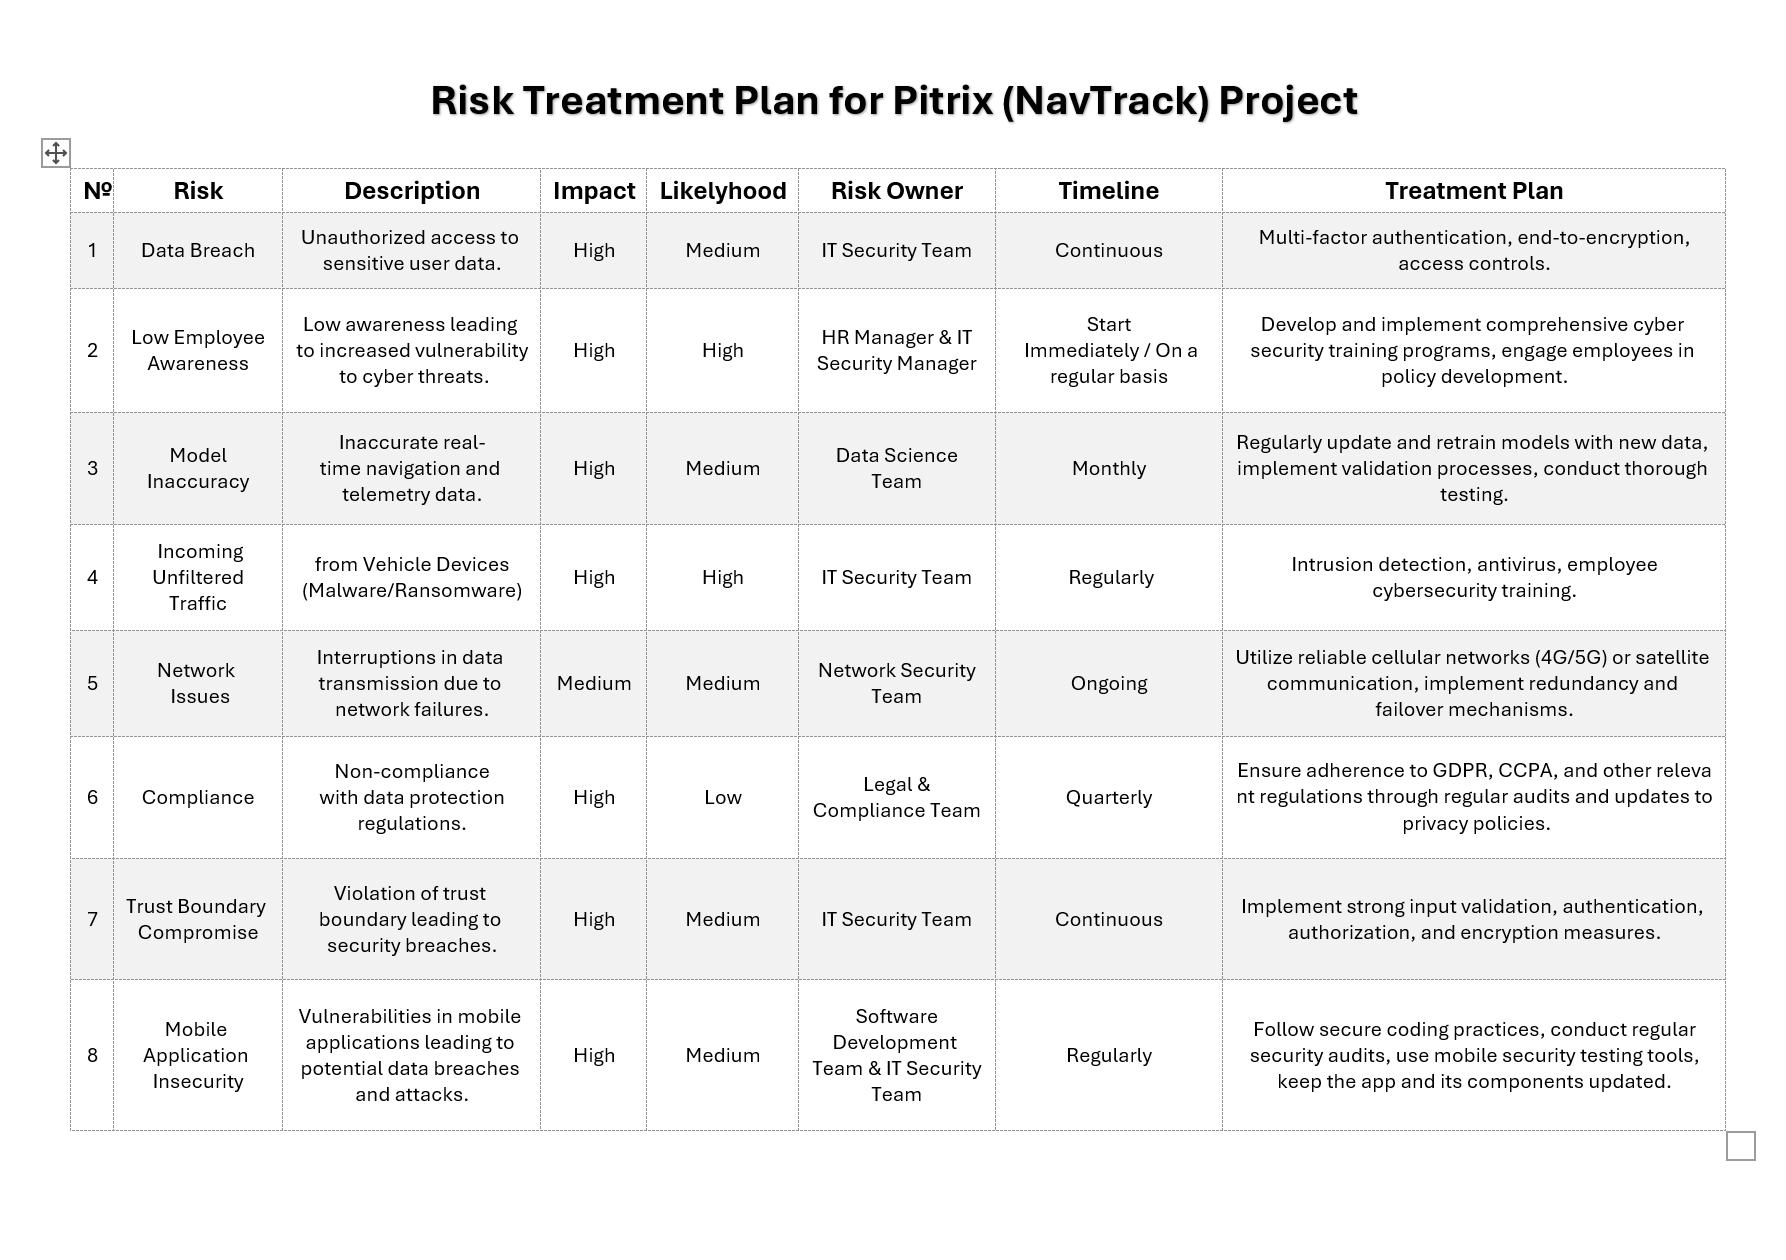 Risk Treatment Plan for Pitrix (NavTrack) Project
Nº Risk Description Impact Likelyhood Risk Owner Timeline Treatment Plan
1
Data Breach
Unauthorized access to
sensitive user data.
High
Medium
IT Security Team
Continuous
Multi-factor authentication, end-to-encryption,
access controls.
2
Low Employee
Awareness
Low awareness leading
to increased vulnerability
to cyber threats.
High
High
HR Manager & IT
Security Manager
Start
Immediately / On a
regular basis
Develop and implement comprehensive cyber
security training programs, engage employees in
policy development.
3
Model
Inaccuracy
Inaccurate real-
time navigation and
telemetry data.
High
Medium
Data Science
Team
Monthly
Regularly update and retrain models with new data,
implement validation processes, conduct thorough
testing.
4
Incoming
Unfiltered
Traffic
from Vehicle Devices
(Malware/Ransomware)
High
High
IT Security Team
Regularly
Intrusion detection, antivirus, employee
cybersecurity training.
5
Network
Issues
Interruptions in data
transmission due to
network failures.
Medium
Medium
Network Security
Team
Ongoing
Utilize reliable cellular networks (4G/5G) or satellite
communication, implement redundancy and
failover mechanisms.
6
Compliance
Non-compliance
with data protection
regulations.
High
Low
Legal &
Compliance Team
Quarterly
Ensure adherence to GDPR, CCPA, and other releva
nt regulations through regular audits and updates to
privacy policies.
7
Trust Boundary
Compromise
Violation of trust
boundary leading to
security breaches.
High
Medium
IT Security Team
Continuous
Implement strong input validation, authentication,
authorization, and encryption measures.
8
Mobile
Application
Insecurity
Vulnerabilities in mobile
applications leading to
potential data breaches
and attacks.
High
Medium
Software
Development
Team & IT Security
Team
Regularly
Follow secure coding practices, conduct regular
security audits, use mobile security testing tools,
keep the app and its components updated.